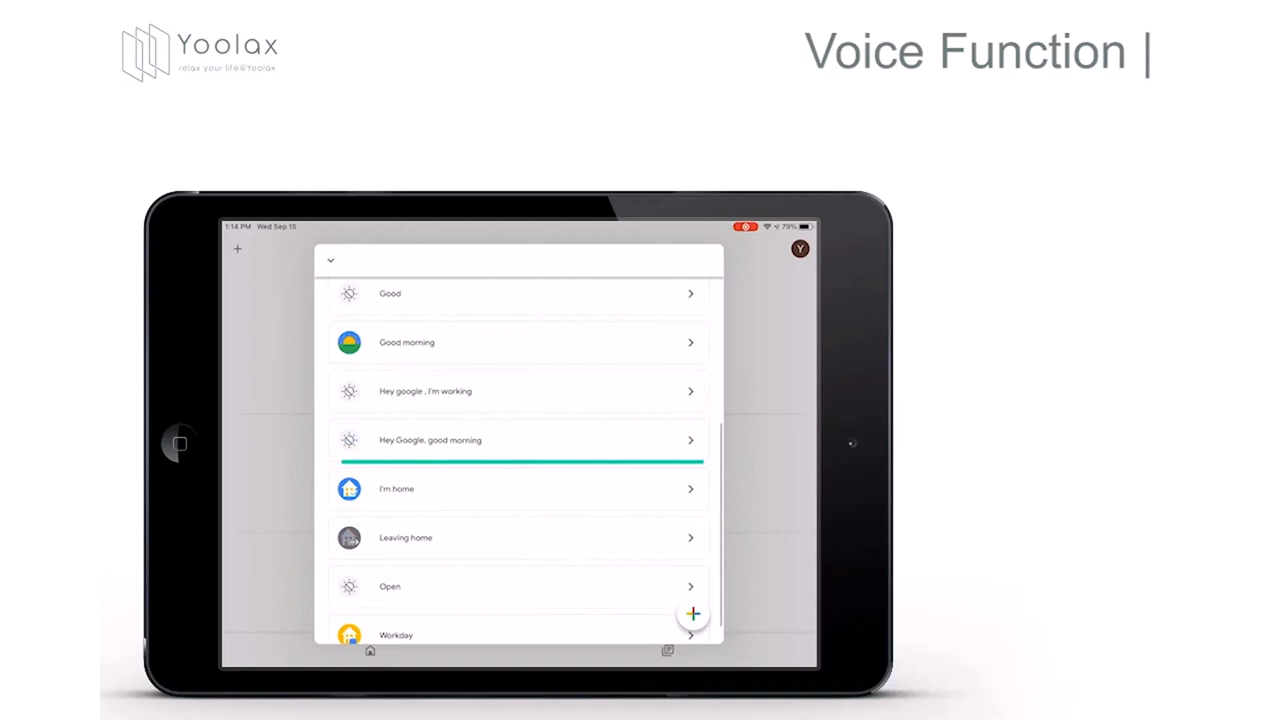 Yoolax
relax your life@Yoolax
Voice Function |
1:14 PM Wed Sep 15
79%
Y
Good
Good morning
Hey google , I'm working
Hey Google, good morning
I'm home
Leaving home
Open
Workday